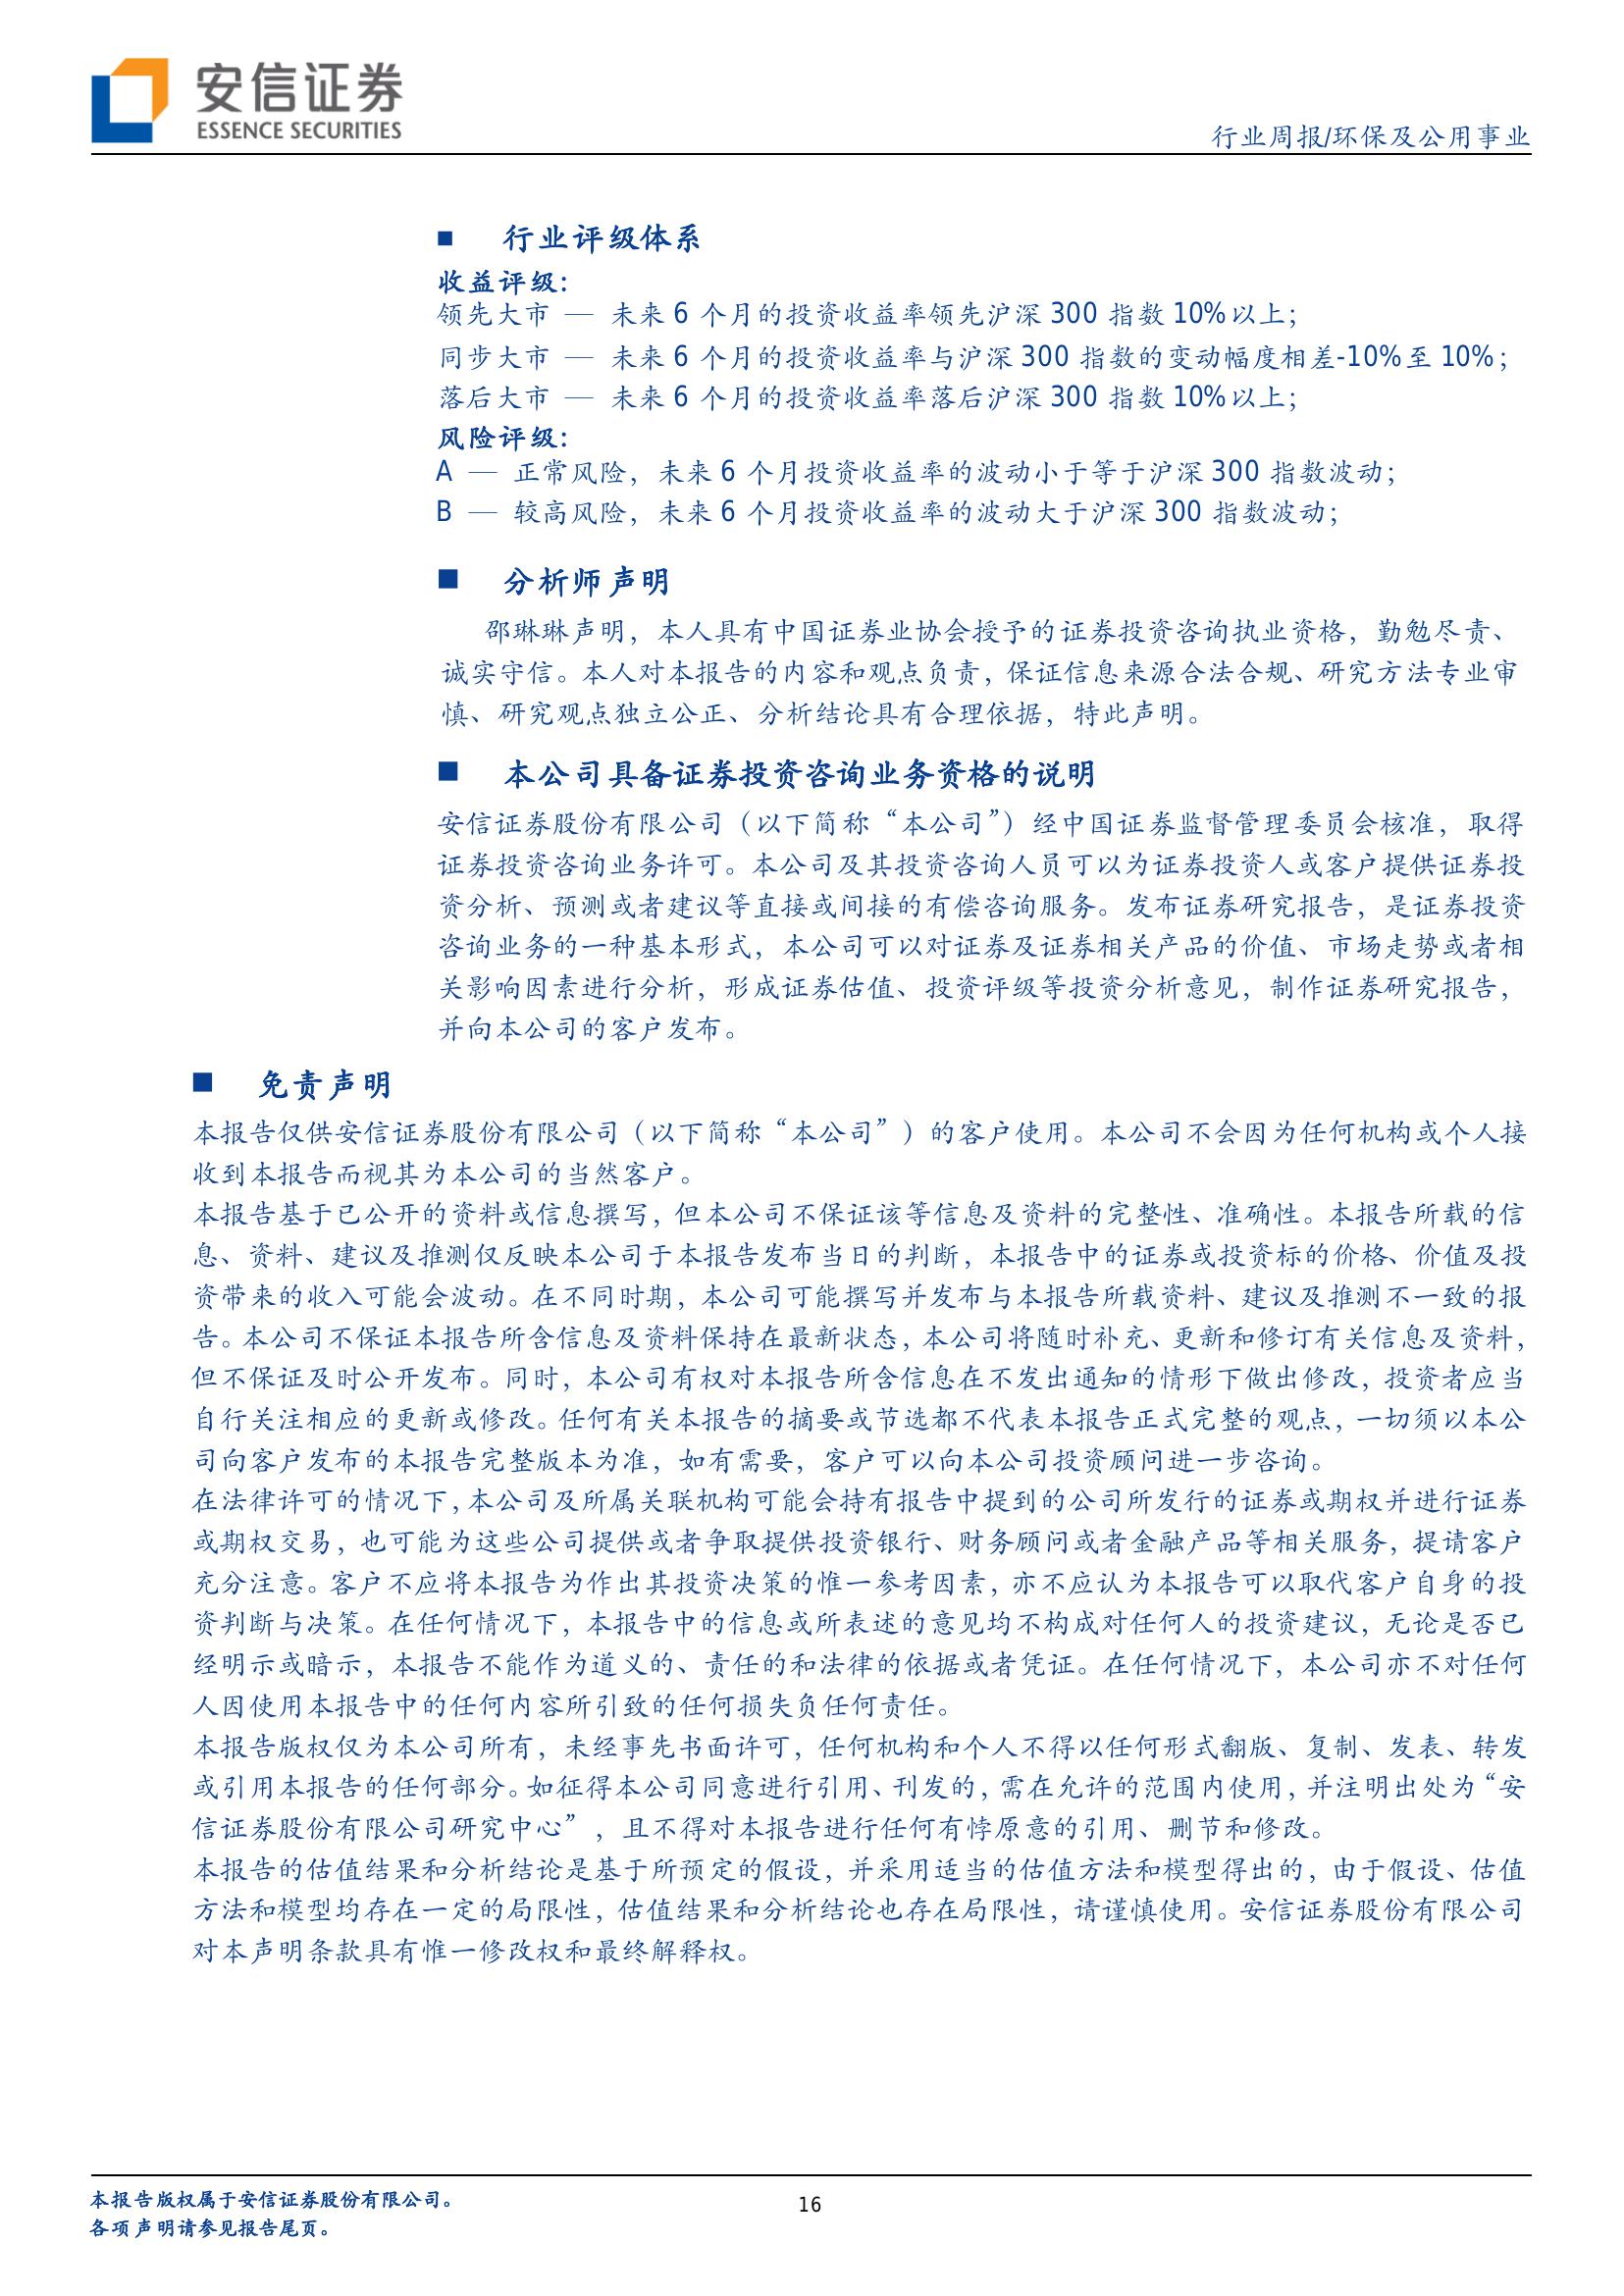 安信证券
ESSENCE SECURITIES
行业周报/环保及公用事业
■ 行业评级体系
收益评级：
领先大市 — 未来 6 个月的投资收益率领先沪深 300 指数 10%以上；
同步大市 — 未来 6 个月的投资收益率与沪深 300 指数的变动幅度相差-10%至 10%；
落后大市 — 未来 6 个月的投资收益率落后沪深 300 指数 10%以上；
风险评级：
A — 正常风险，未来 6 个月投资收益率的波动小于等于沪深 300 指数波动；
B — 较高风险，未来 6 个月投资收益率的波动大于沪深 300 指数波动；
■ 分析师声明
邵琳琳声明，本人具有中国证券业协会授予的证券投资咨询执业资格，勤勉尽责、
诚实守信。本人对本报告的内容和观点负责，保证信息来源合法合规、研究方法专业审
慎、研究观点独立公正、分析结论具有合理依据，特此声明。
■ 本公司具备证券投资咨询业务资格的说明
安信证券股份有限公司（以下简称“本公司”）经中国证券监督管理委员会核准，取得
证券投资咨询业务许可。本公司及其投资咨询人员可以为证券投资人或客户提供证券投
资分析、预测或者建议等直接或间接的有偿咨询服务。发布证券研究报告，是证券投资
咨询业务的一种基本形式，本公司可以对证券及证券相关产品的价值、市场走势或者相
关影响因素进行分析，形成证券估值、投资评级等投资分析意见，制作证券研究报告，
并向本公司的客户发布。
■ 免责声明
本报告仅供安信证券股份有限公司（以下简称“本公司”）的客户使用。本公司不会因为任何机构或个人接
收到本报告而视其为本公司的当然客户。
本报告基于已公开的资料或信息撰写，但本公司不保证该等信息及资料的完整性、准确性。本报告所载的信
息、资料、建议及推测仅反映本公司于本报告发布当日的判断，本报告中的证券或投资标的价格、价值及投
资带来的收入可能会波动。在不同时期，本公司可能撰写并发布与本报告所载资料、建议及推测不一致的报
告。本公司不保证本报告所含信息及资料保持在最新状态，本公司将随时补充、更新和修订有关信息及资料，
但不保证及时公开发布。同时，本公司有权对本报告所含信息在不发出通知的情形下做出修改，投资者应当
自行关注相应的更新或修改。任何有关本报告的摘要或节选都不代表本报告正式完整的观点，一切须以本公
司向客户发布的本报告完整版本为准，如有需要，客户可以向本公司投资顾问进一步咨询。
在法律许可的情况下，本公司及所属关联机构可能会持有报告中提到的公司所发行的证券或期权并进行证券
或期权交易，也可能为这些公司提供或者争取提供投资银行、财务顾问或者金融产品等相关服务，提请客户
充分注意。客户不应将本报告为作出其投资决策的惟一参考因素，亦不应认为本报告可以取代客户自身的投
资判断与决策。在任何情况下，本报告中的信息或所表述的意见均不构成对任何人的投资建议，无论是否已
经明示或暗示，本报告不能作为道义的、责任的和法律的依据或者凭证。在任何情况下，本公司亦不对任何
人因使用本报告中的任何内容所引致的任何损失负任何责任。
本报告版权仅为本公司所有，未经事先书面许可，任何机构和个人不得以任何形式翻版、复制、发表、转发
或引用本报告的任何部分。如征得本公司同意进行引用、刊发的，需在允许的范围内使用，并注明出处为“安
信证券股份有限公司研究中心”，且不得对本报告进行任何有悖原意的引用、删节和修改。
本报告的估值结果和分析结论是基于所预定的假设，并采用适当的估值方法和模型得出的，由于假设、估值
方法和模型均存在一定的局限性，估值结果和分析结论也存在局限性，请谨慎使用。安信证券股份有限公司
对本声明条款具有惟一修改权和最终解释权。
本报告版权属于安信证券股份有限公司。
16
各项声明请参见报告尾页。